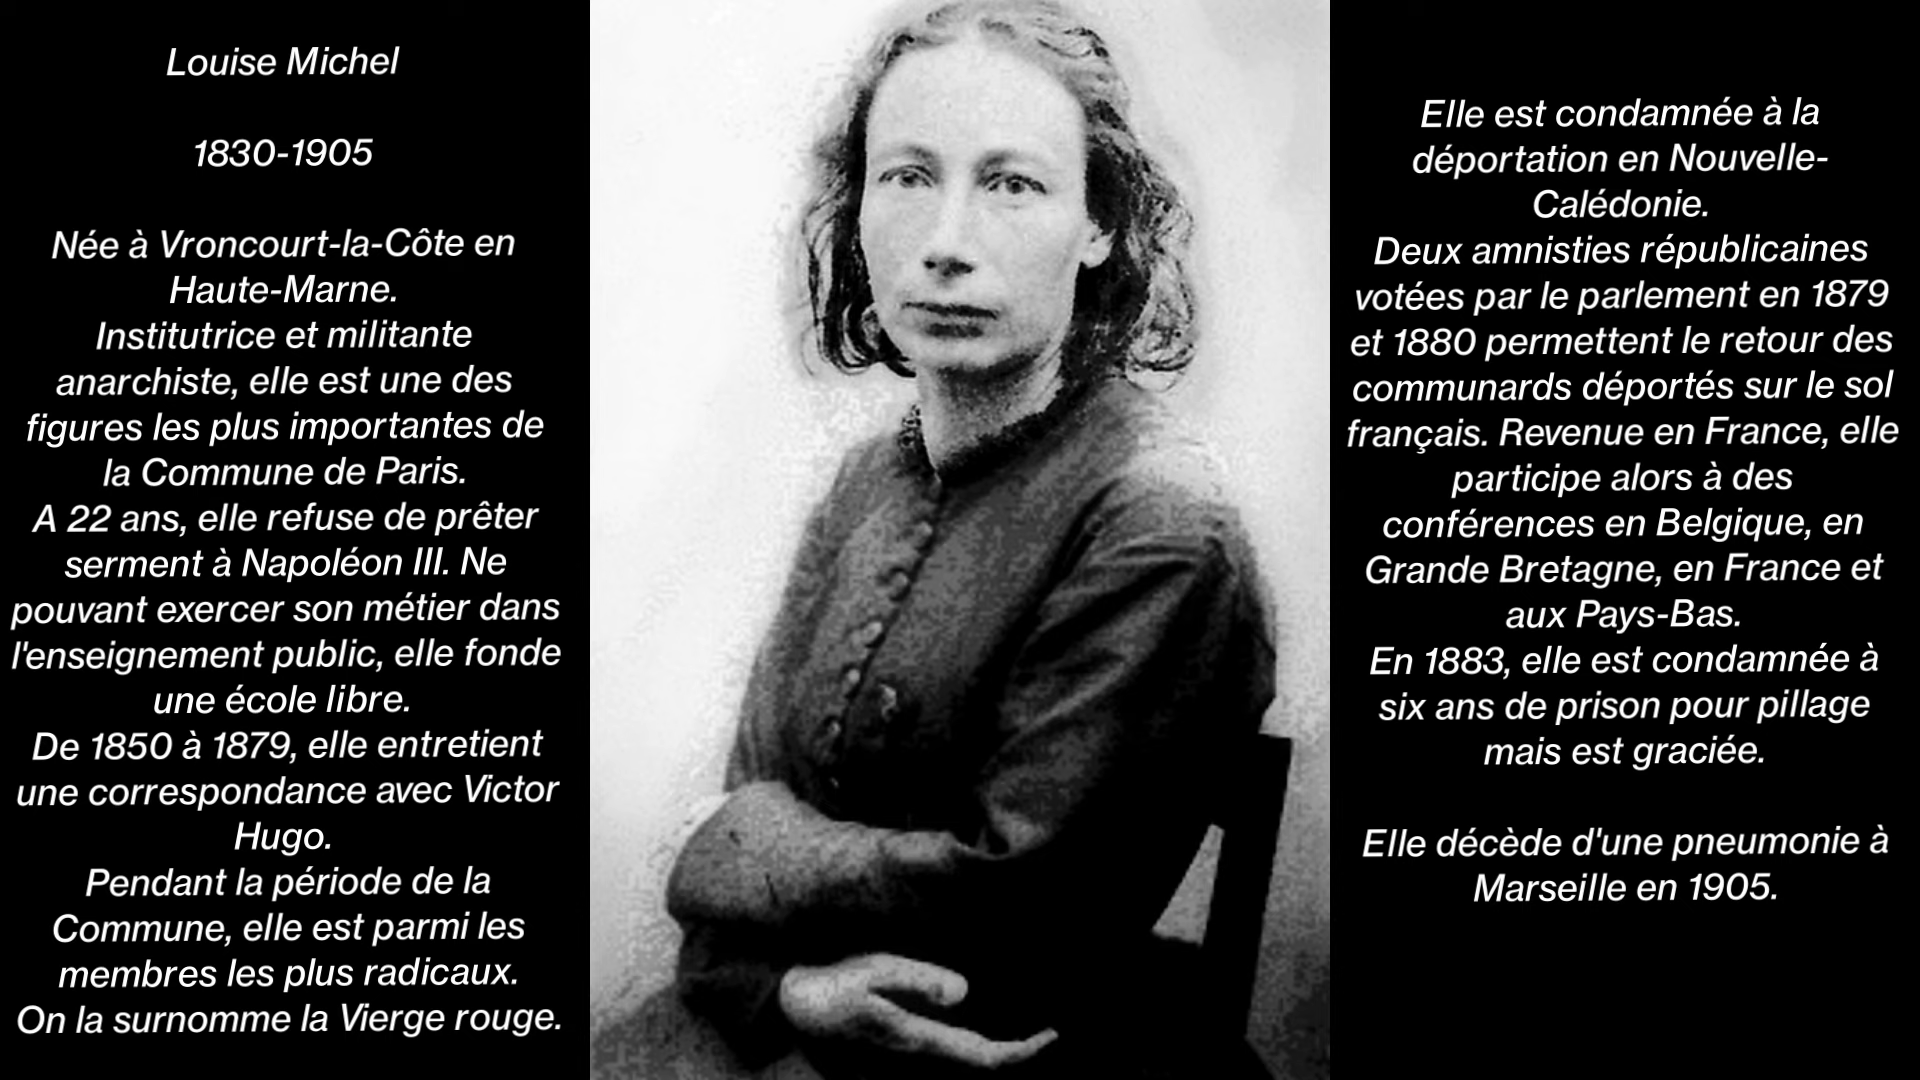 Louise Michel
1830-1905
Née à Vroncourt-la-Côte en
Haute-Marne.
Institutrice et militante
anarchiste, elle est une des
figures les plus importantes de
la Commune de Paris.
A 22 ans, elle refuse de prêter
serment à Napoléon III. Ne
pouvant exercer son métier dans
l'enseignement public, elle fonde
une école libre.
De 1850 à 1879, elle entretient
une correspondance avec Victor
Hugo.
Pendant la période de la
Commune, elle est parmi les
membres les plus radicaux.
On la surnomme la Vierge rouge.
Elle est condamnée à la
déportation en Nouvelle-
Calédonie.
Deux amnisties républicaines
votées par le parlement en 1879
et 1880 permettent le retour des
communards déportés sur le sol
français. Revenue en France, elle
participe alors à des
conférences en Belgique, en
Grande Bretagne, en France et
aux Pays-Bas.
En 1883, elle est condamnée à
six ans de prison pour pillage
mais est graciée.
Elle décède d'une pneumonie à
Marseille en 1905.